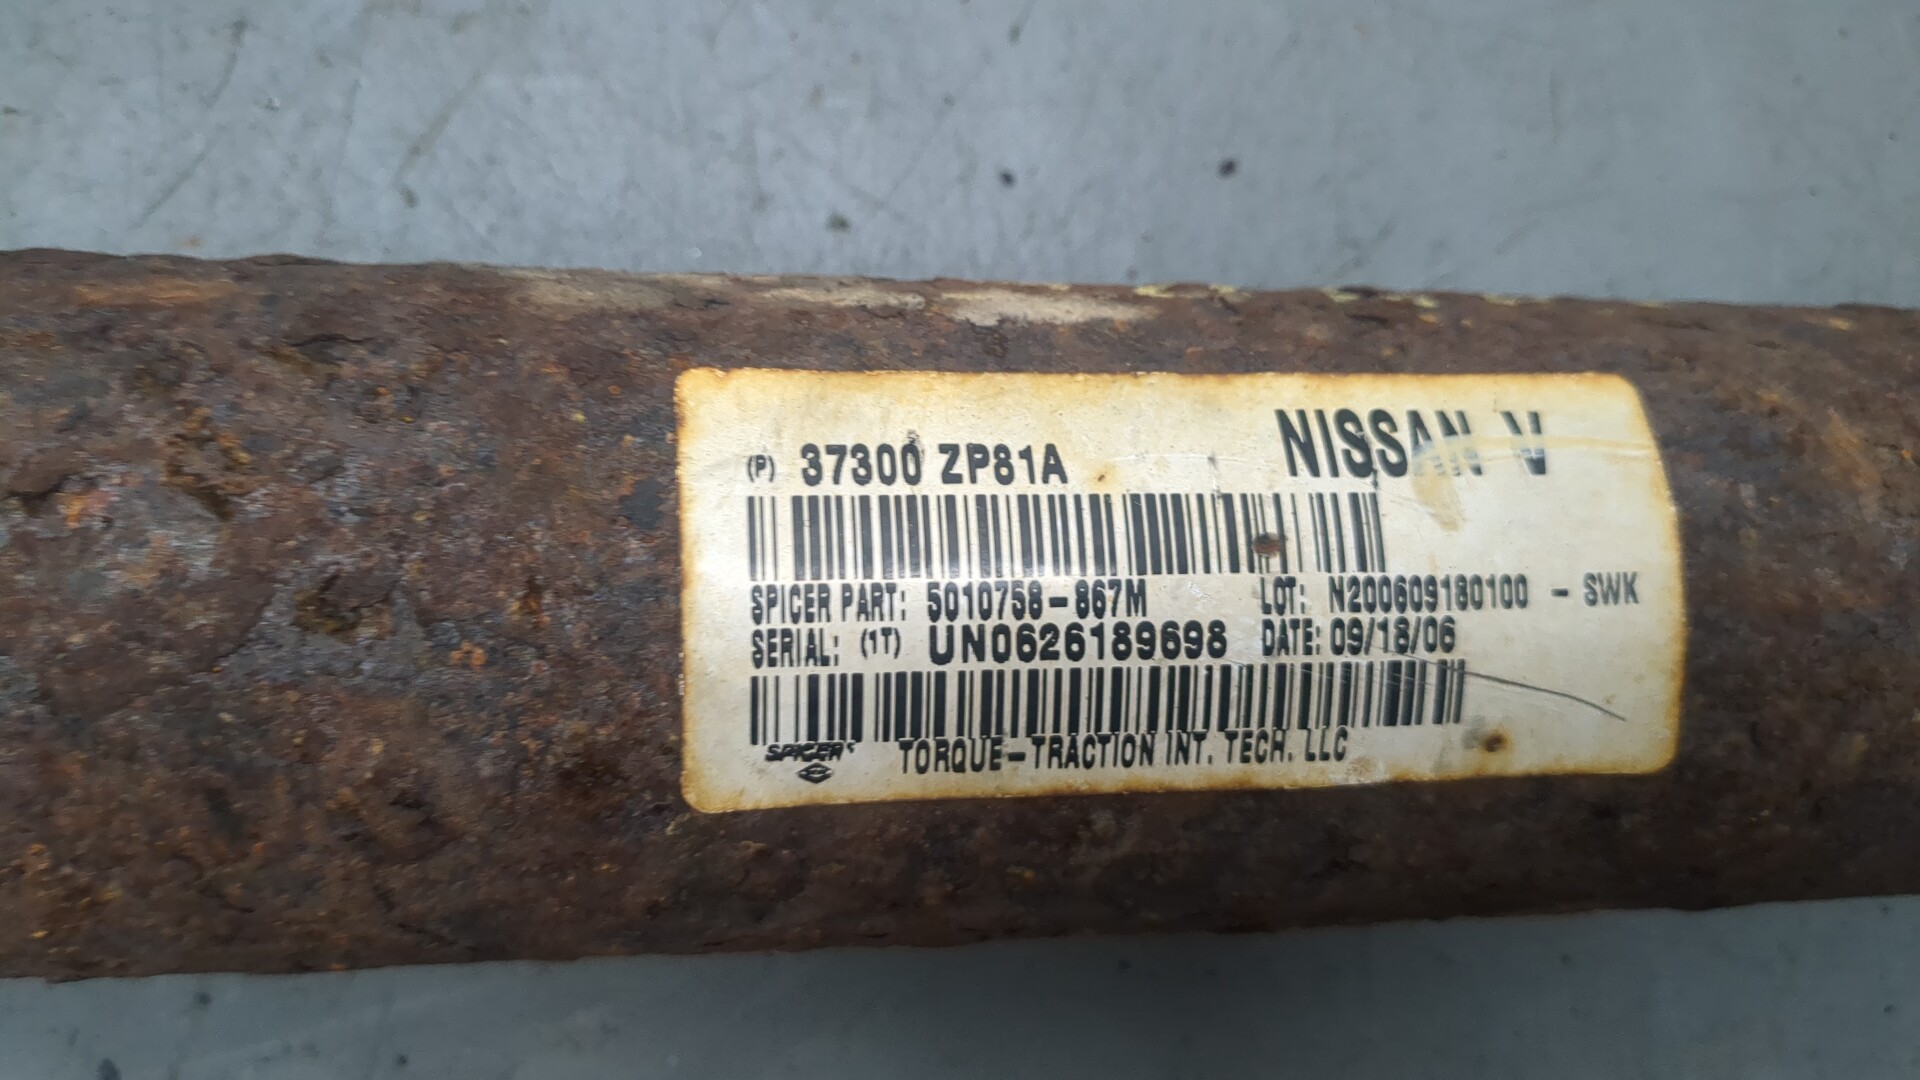 (P) 37300 ZP81A NISSAN V
SPICER PART: 5010758-867M LOT: N200609180100 - SWK
SERIAL: (1T) UN0626189698 DATE: 09/18/06
SPICER TORQUE-TRACTION INT. TECH. LLC